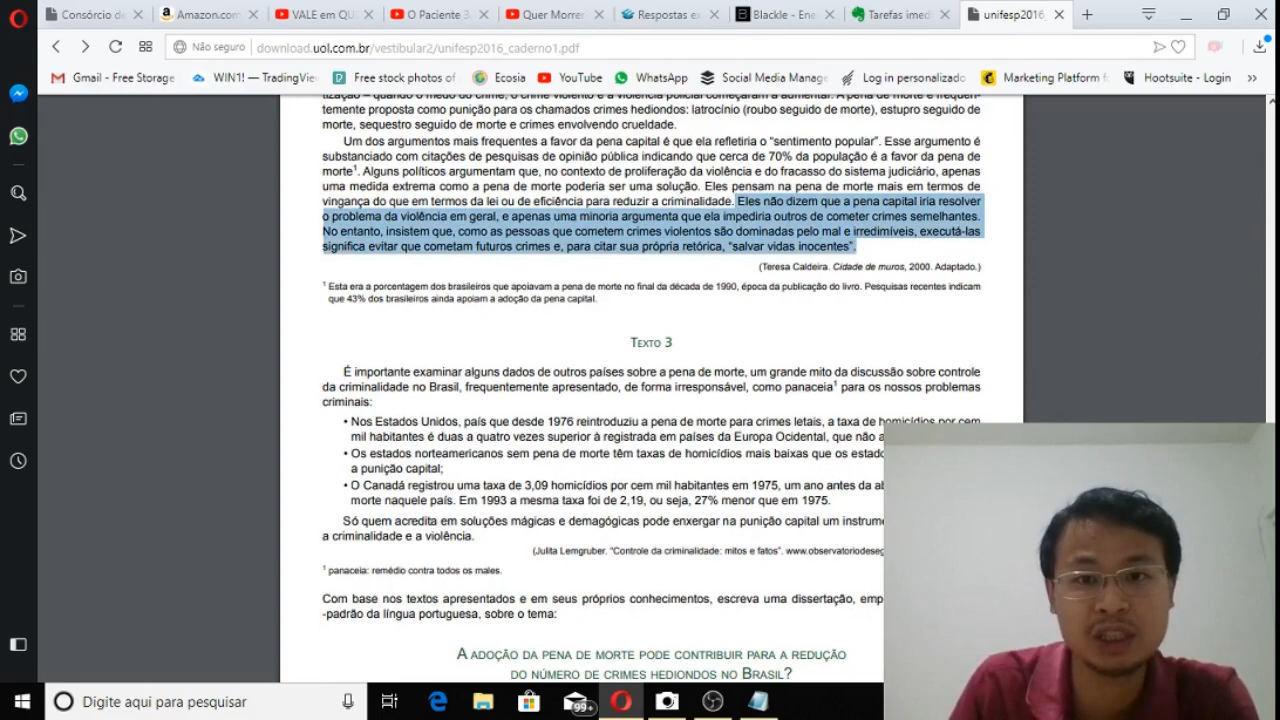 Consórcio de
Amazon.com
VALE em QU
O Paciente 3
Quer Morrer
Respostas ex
Blackle - Ene
Tarefas imed
unifesp2016_
Não seguro
download.uol.com.br/vestibular2/unifesp2016_caderno1.pdf
Gmail - Free Storage
WIN1! — TradingVie
Free stock photos of
Ecosia
YouTube
WhatsApp
Social Media Manag
Log in personalizado
Marketing Platform f
Hootsuite - Login
tização – quando o medo do crime, o crime violento e a violência policial começaram a aumentar. A pena de morte é frequen-
temente proposta como punição para os chamados crimes hediondos: latrocínio (roubo seguido de morte), estupro seguido de
morte, sequestro seguido de morte e crimes envolvendo crueldade.
Um dos argumentos mais frequentes a favor da pena capital é que ela refletiria o “sentimento popular”. Esse argumento é
substanciado com citações de pesquisas de opinião pública indicando que cerca de 70% da população é a favor da pena de
morte1. Alguns políticos argumentam que, no contexto de proliferação da violência e do fracasso do sistema judiciário, apenas
uma medida extrema como a pena de morte poderia ser uma solução. Eles pensam na pena de morte mais em termos de
vingança do que em termos da lei ou de eficiência para reduzir a criminalidade. Eles não dizem que a pena capital iria resolver
o problema da violência em geral, e apenas uma minoria argumenta que ela impediria outros de cometer crimes semelhantes.
No entanto, insistem que, como as pessoas que cometem crimes violentos são dominadas pelo mal e irredimíveis, executá-las
significa evitar que cometam futuros crimes e, para citar sua própria retórica, “salvar vidas inocentes”.
(Teresa Caldeira. Cidade de muros, 2000. Adaptado.)
1 Esta era a porcentagem dos brasileiros que apoiavam a pena de morte no final da década de 1990, época da publicação do livro. Pesquisas recentes indicam
que 43% dos brasileiros ainda apoiam a adoção da pena capital.
Texto 3
É importante examinar alguns dados de outros países sobre a pena de morte, um grande mito da discussão sobre controle
da criminalidade no Brasil, frequentemente apresentado, de forma irresponsável, como panaceia1 para os nossos problemas
criminais:
• Nos Estados Unidos, país que desde 1976 reintroduziu a pena de morte para crimes letais, a taxa de homicídios por cem
mil habitantes é duas a quatro vezes superior à registrada em países da Europa Ocidental, que não a
• Os estados norteamericanos sem pena de morte têm taxas de homicídios mais baixas que os estado
a punição capital;
• O Canadá registrou uma taxa de 3,09 homicídios por cem mil habitantes em 1975, um ano antes da ab
morte naquele país. Em 1993 a mesma taxa foi de 2,19, ou seja, 27% menor que em 1975.
Só quem acredita em soluções mágicas e demagógicas pode enxergar na punição capital um instrume
a criminalidade e a violência.
(Julita Lemgruber. “Controle da criminalidade: mitos e fatos”. www.observatoriodeseg
1 panaceia: remédio contra todos os males.
Com base nos textos apresentados e em seus próprios conhecimentos, escreva uma dissertação, emp
-padrão da língua portuguesa, sobre o tema:
A adoção da pena de morte pode contribuir para a redução
do número de crimes hediondos no Brasil?
Digite aqui para pesquisar
99+